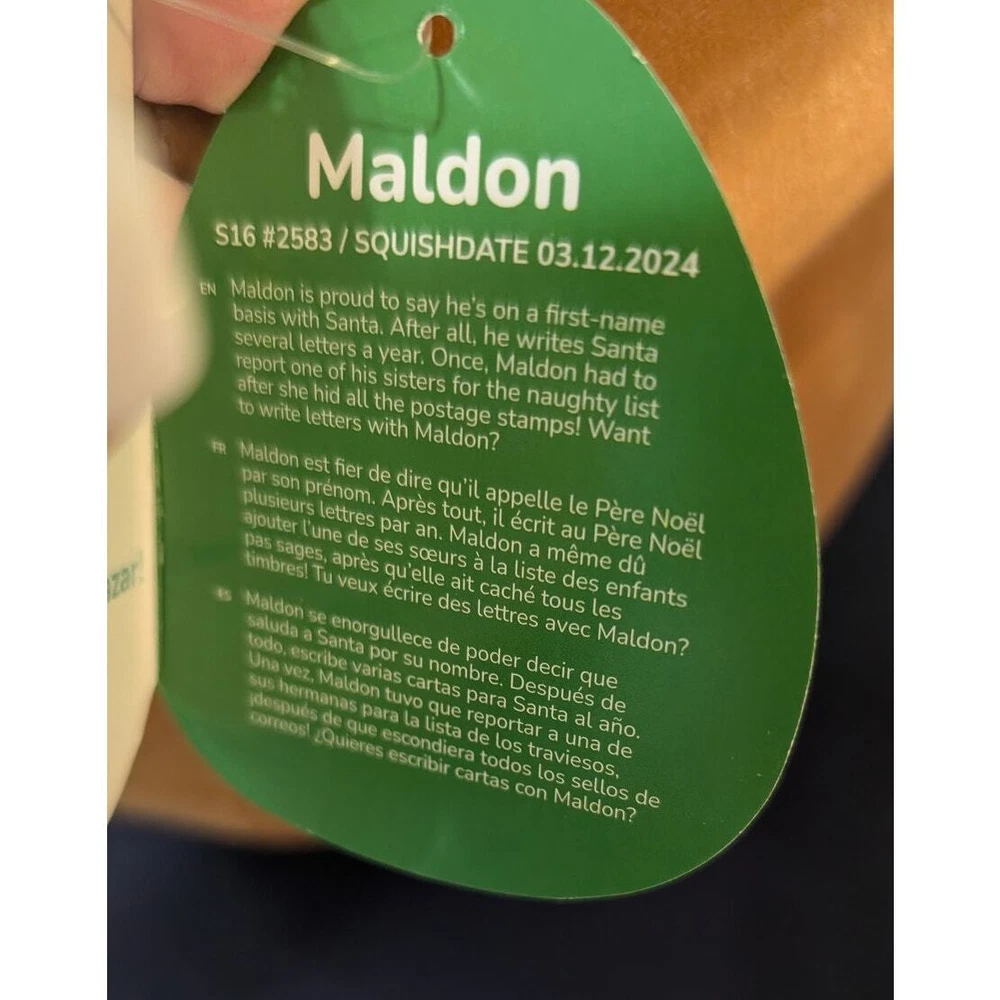 Maldon
S16 #2583 / SQUISHDATE 03.12.2024
EN Maldon is proud to say he's on a first-name
basis with Santa. After all, he writes Santa
several letters a year. Once, Maldon had to
report one of his sisters for the naughty list
after she hid all the postage stamps! Want
to write letters with Maldon?
FR Maldon est fier de dire qu'il appelle le Père Noël
par son prénom. Après tout, il écrit au Père Noël
plusieurs lettres par an. Maldon a même dû
ajouter l'une de ses sœurs à la liste des enfants
pas sages, après qu'elle ait caché tous les
timbres! Tu veux écrire des lettres avec Maldon?
ES Maldon se enorgullece de poder decir que
saluda a Santa por su nombre. Después de
todo, escribe varias cartas para Santa al año.
Una vez, Maldon tuvo que reportar a una de
sus hermanas para la lista de los traviesos,
¡después de que escondiera todos los sellos de
correos! ¿Quieres escribir cartas con Maldon?